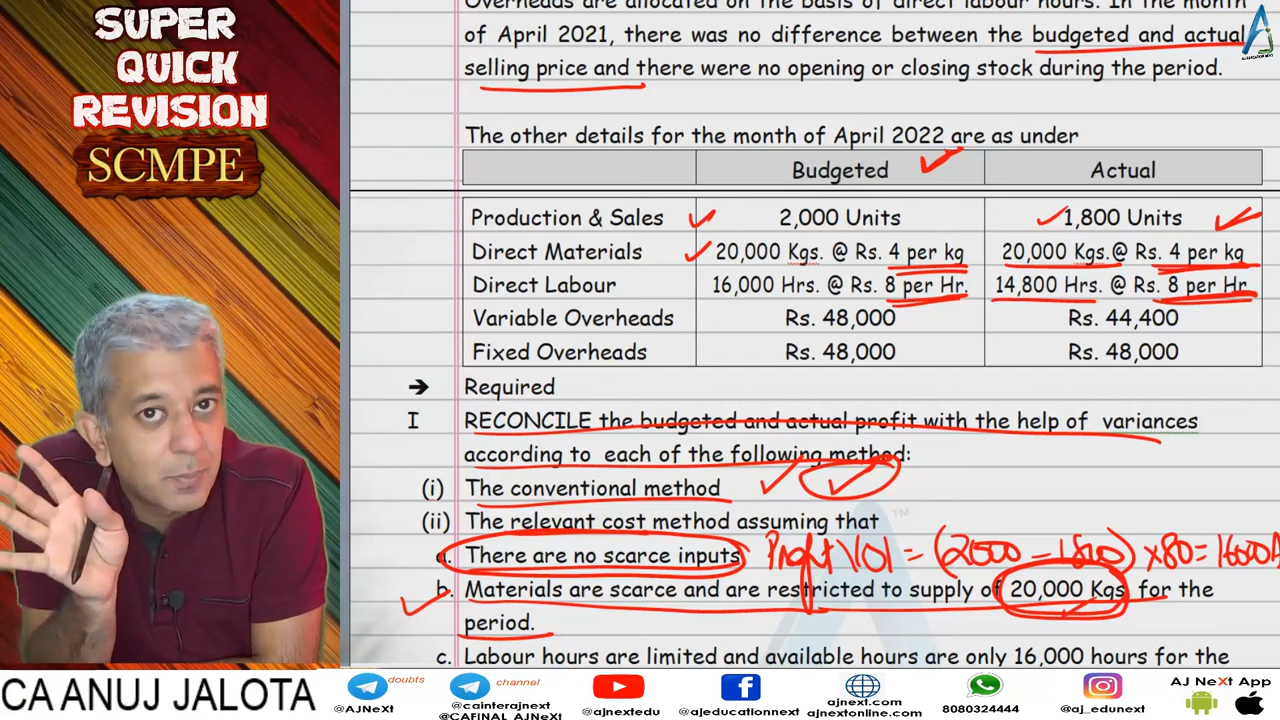 SUPER
QUICK
REVISION
SCMPE
Overheads are allocated on the basis of direct labour hours. In the month
of April 2021, there was no difference between the budgeted and actual
selling price and there were no opening or closing stock during the period.
The other details for the month of April 2022 are as under
Budgeted Actual
Production & Sales 2,000 Units 1,800 Units
Direct Materials 20,000 Kgs. @ Rs. 4 per kg 20,000 Kgs.@ Rs. 4 per kg
Direct Labour 16,000 Hrs. @ Rs. 8 per Hr. 14,800 Hrs. @ Rs. 8 per Hr.
Variable Overheads Rs. 48,000 Rs. 44,400
Fixed Overheads Rs. 48,000 Rs. 48,000
→ Required
I RECONCILE the budgeted and actual profit with the help of variances
according to each of the following method:
(i) The conventional method
(ii) The relevant cost method assuming that
a. There are no scarce inputs Profit Vol = (2000 - 1800) x 80 = 16000A
b. Materials are scarce and are restricted to supply of 20,000 Kgs for the
period.
c. Labour hours are limited and available hours are only 16,000 hours for the
CA ANUJ JALOTA
doubts
@AJNeXt
channel
@cainterajnext
@CAFINAL_AJNeXt
@ajnextedu
@ajeducationnext
ajnext.com
ajnextonline.com
8080324444
@aj_edunext
AJ NeXt App